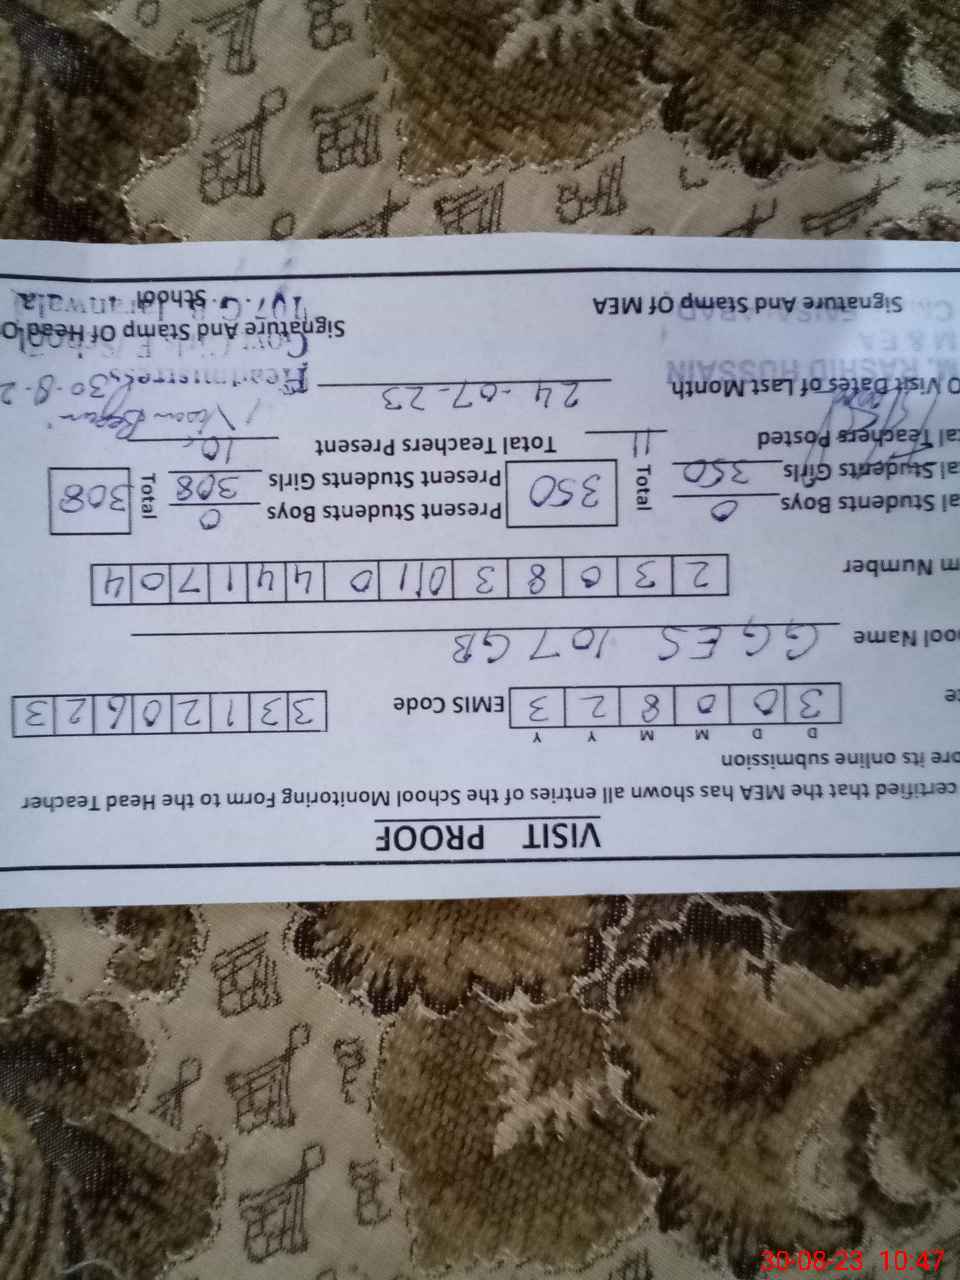 VISIT PROOF
certified that the MEA has shown all entries of the School Monitoring Form to the Head Teacher
ore its online submission
D D M M Y Y
te 3 0 0 8 2 3 EMIS Code 3 3 1 2 0 6 2 3
ool Name GGES 107 GB
m Number 2 3 0 8 3 0 1 0 4 4 1 7 0 4
al Students Boys 0 Total 350 Present Students Boys 0 Total 308
al Students Girls 350 Present Students Girls 308
tal Teachers Posted 11 Total Teachers Present 10
O Visit Dates of Last Month 24-07-23
Headmistress 30-8-2
M. RASHID HUSSAIN
M & EA
Signature And Stamp Of MEA
Signature And Stamp Of Head O
School
107 G.B. Jaranwala
30-08-23 10:47